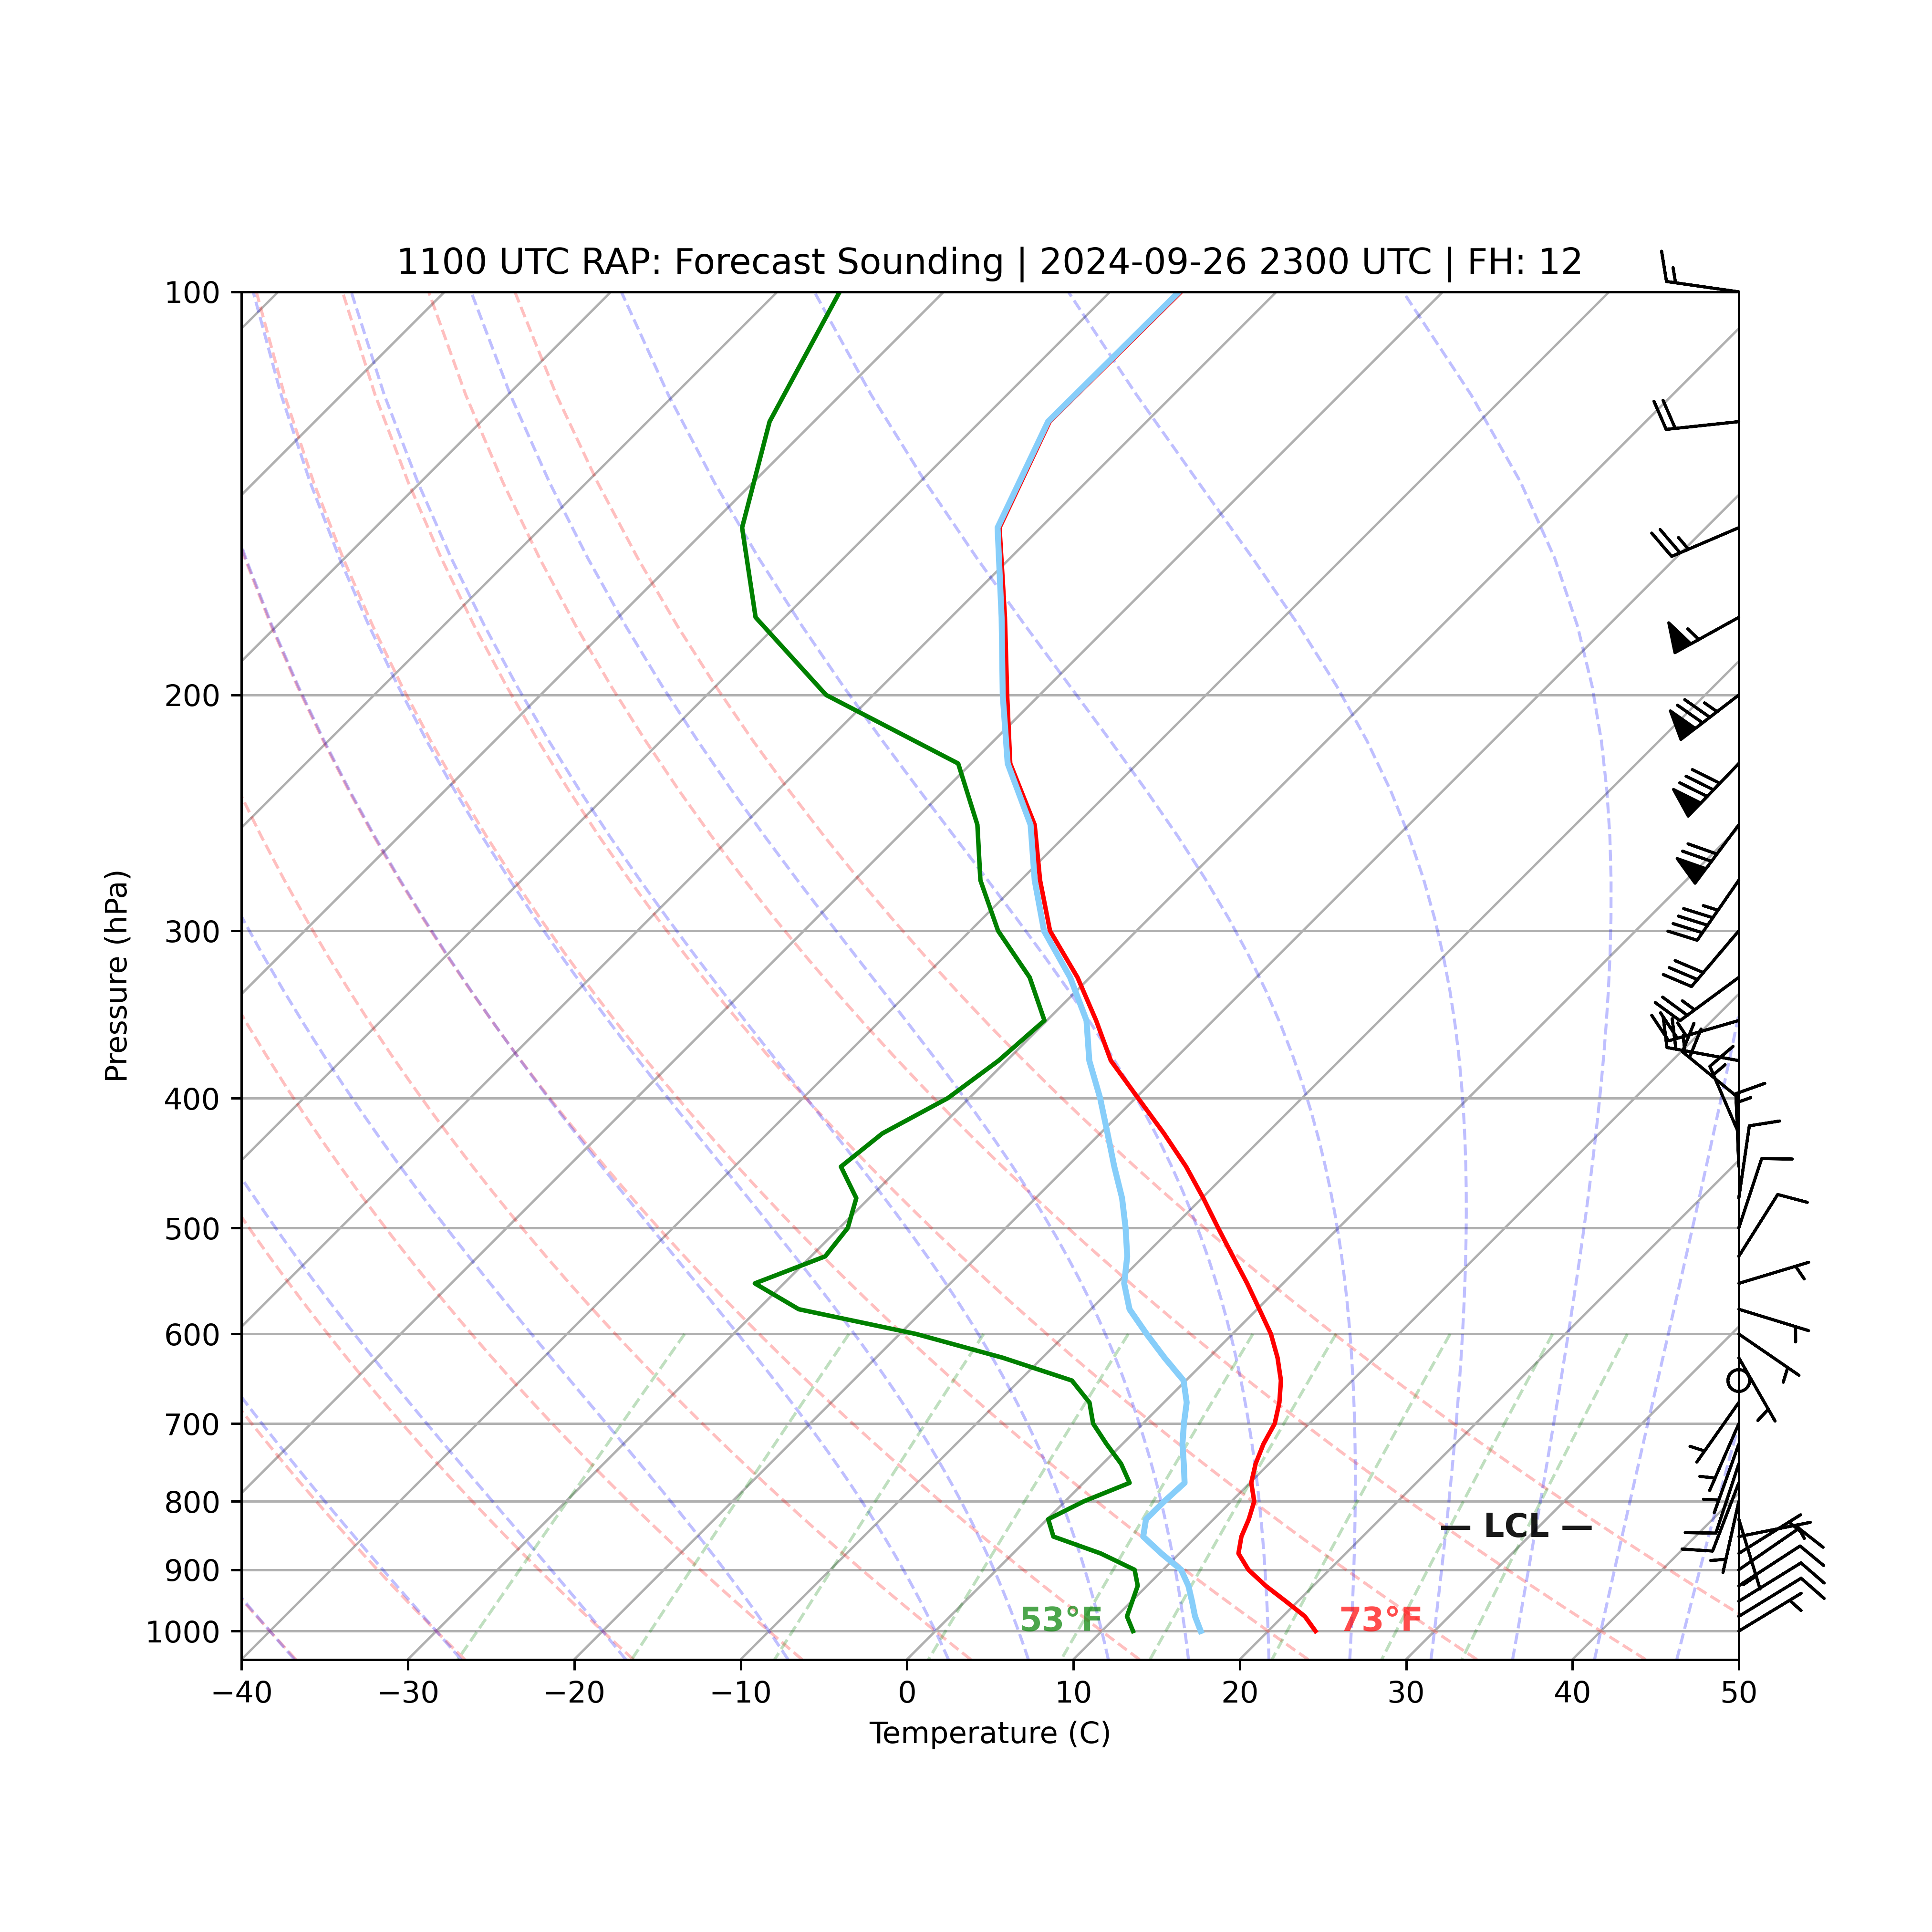 1100 UTC RAP: Forecast Sounding | 2024-09-26 2300 UTC | FH: 12
100
200
300
400
500
600
700
800
900
1000
Pressure (hPa)
— LCL —
53°F
73°F
−40 −30 −20 −10 0 10 20 30 40 50
Temperature (C)